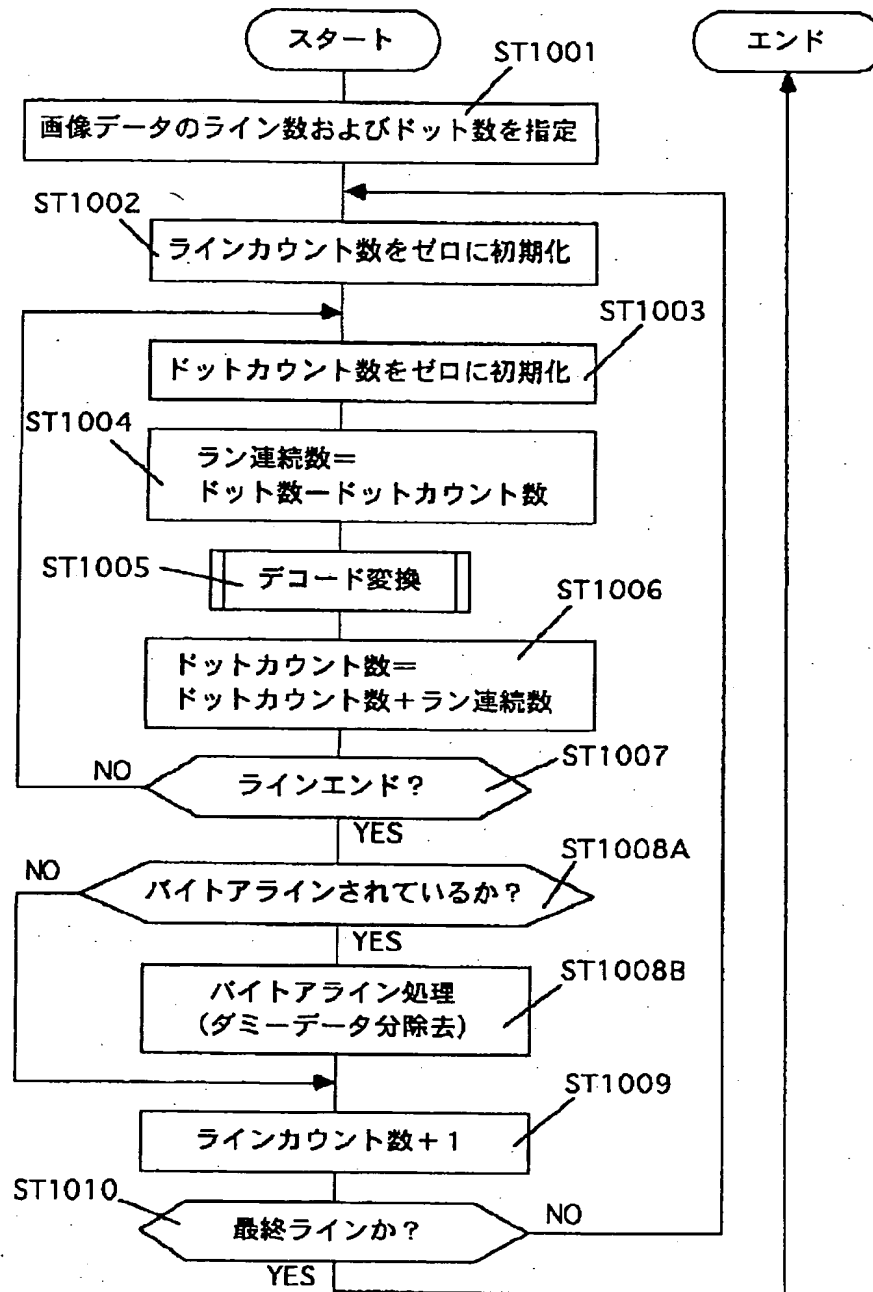 スタート
エンド
ST1001
画像データのライン数およびドット数を指定
ST1002
ラインカウント数をゼロに初期化
ST1003
ドットカウント数をゼロに初期化
ST1004
ラン連続数＝
ドット数－ドットカウント数
ST1005
デコード変換
ST1006
ドットカウント数＝
ドットカウント数＋ラン連続数
ST1007
NO
ラインエンド？
YES
ST1008A
NO
バイトアラインされているか？
YES
ST1008B
バイトアライン処理
（ダミーデータ分除去）
ST1009
ラインカウント数＋１
ST1010
最終ラインか？
NO
YES